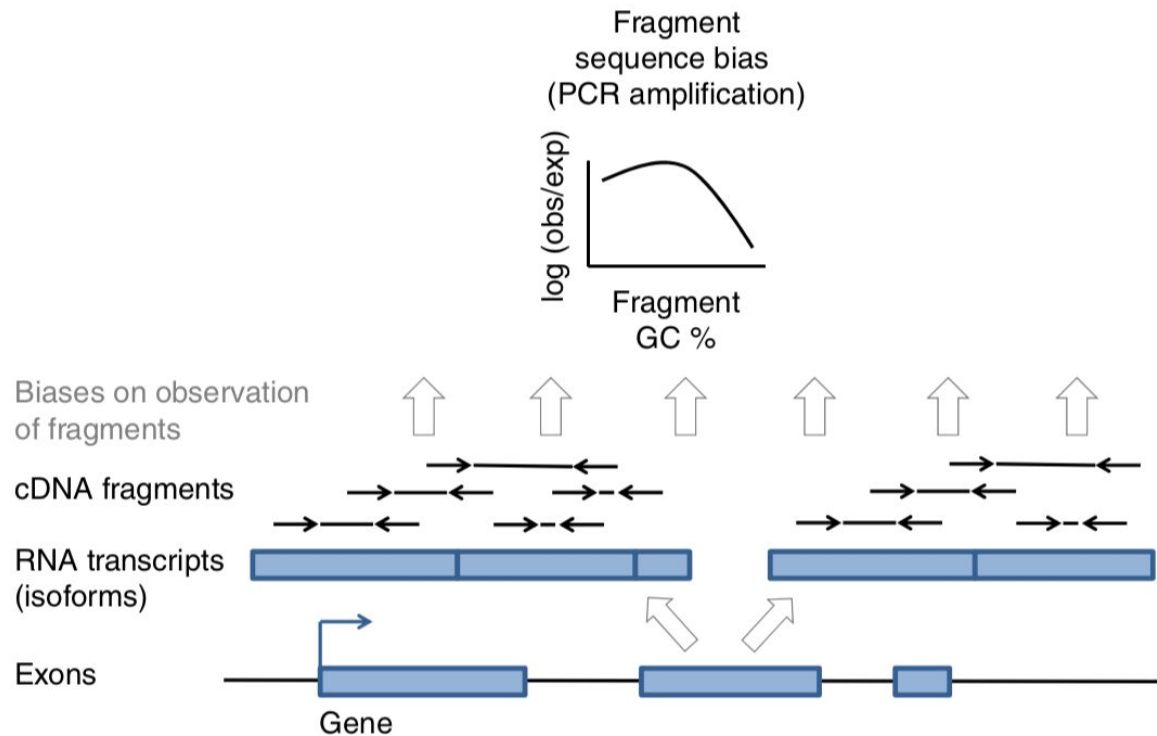 Fragment
sequence bias
(PCR amplification)
log (obs/exp)
Fragment
GC %
Biases on observation
of fragments
cDNA fragments
RNA transcripts
(isoforms)
Exons
Gene